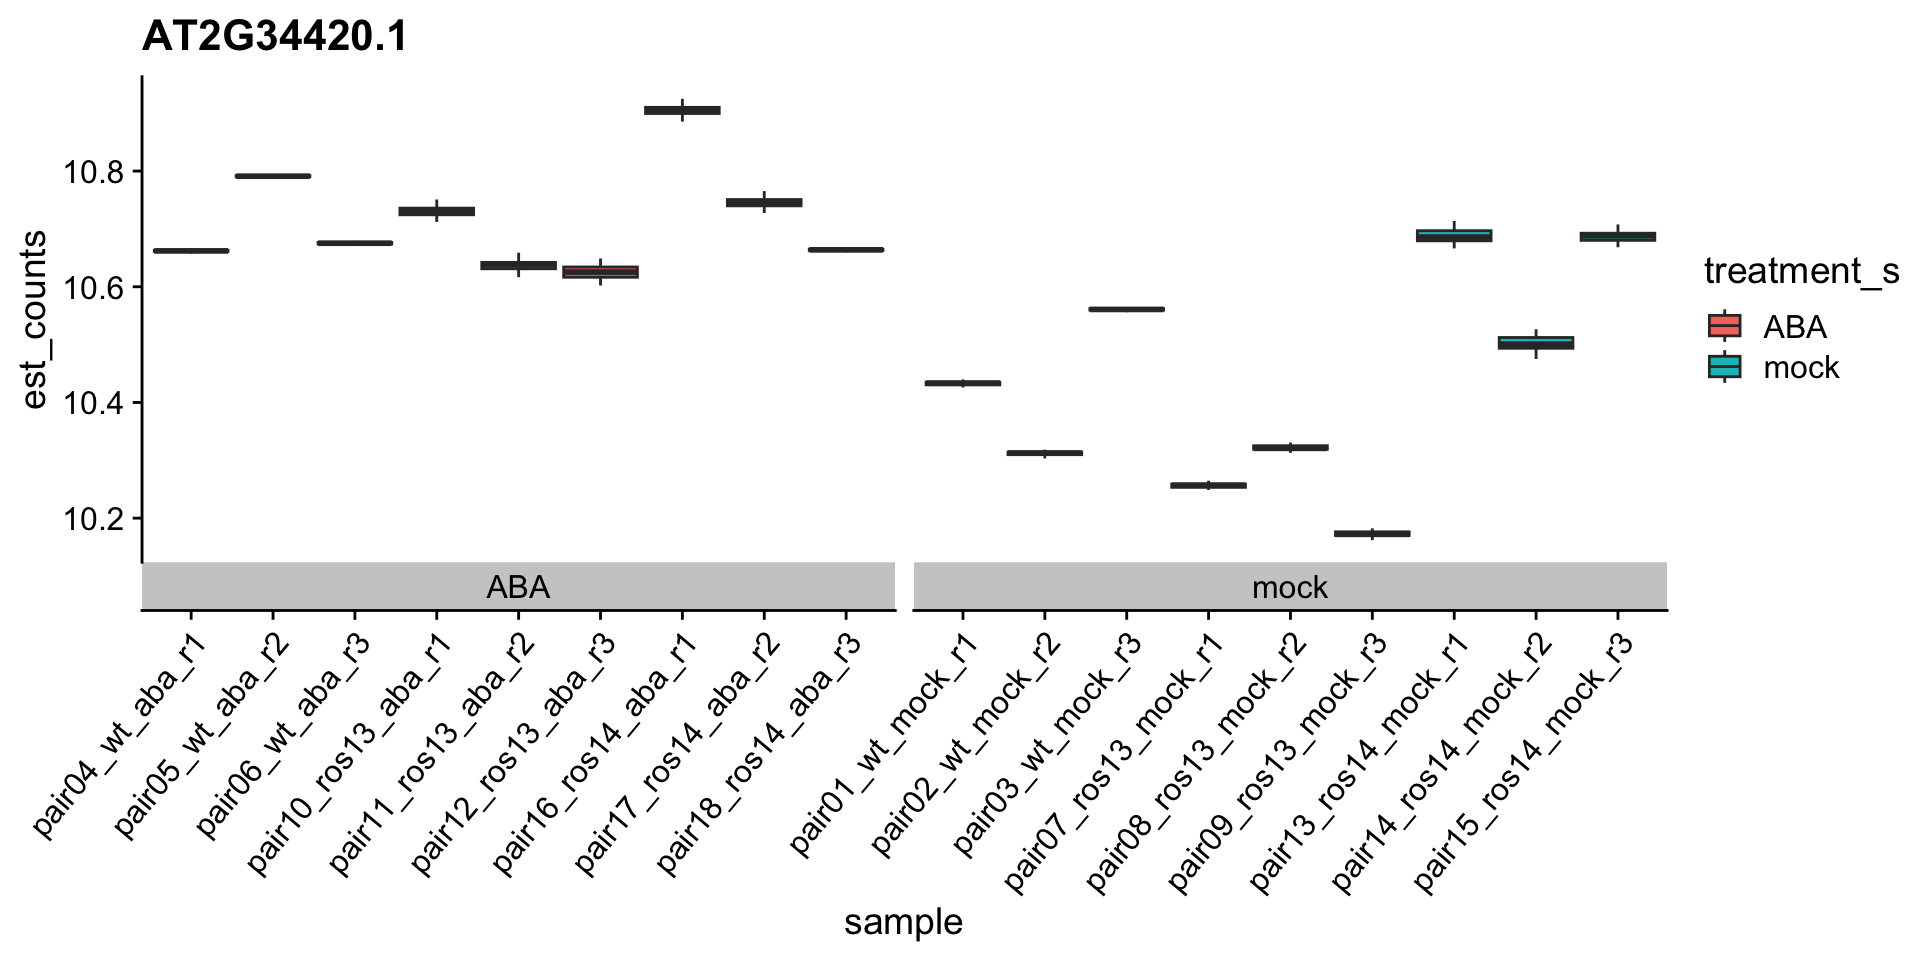 AT2G34420.1
est_counts
10.8
10.6
10.4
10.2
ABA
mock
pair04_wt_aba_r1
pair05_wt_aba_r2
pair06_wt_aba_r3
pair10_ros13_aba_r1
pair11_ros13_aba_r2
pair12_ros13_aba_r3
pair16_ros14_aba_r1
pair17_ros14_aba_r2
pair18_ros14_aba_r3
pair01_wt_mock_r1
pair02_wt_mock_r2
pair03_wt_mock_r3
pair07_ros13_mock_r1
pair08_ros13_mock_r2
pair09_ros13_mock_r3
pair13_ros14_mock_r1
pair14_ros14_mock_r2
pair15_ros14_mock_r3
sample
treatment_s
ABA
mock